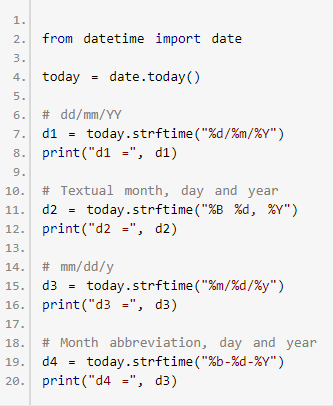 1.
2. from datetime import date
3.
4. today = date.today()
5.
6. # dd/mm/YY
7. d1 = today.strftime("%d/%m/%Y")
8. print("d1 =", d1)
9.
10. # Textual month, day and year
11. d2 = today.strftime("%B %d, %Y")
12. print("d2 =", d2)
13.
14. # mm/dd/y
15. d3 = today.strftime("%m/%d/%y")
16. print("d3 =", d3)
17.
18. # Month abbreviation, day and year
19. d4 = today.strftime("%b-%d-%Y")
20. print("d4 =", d3)